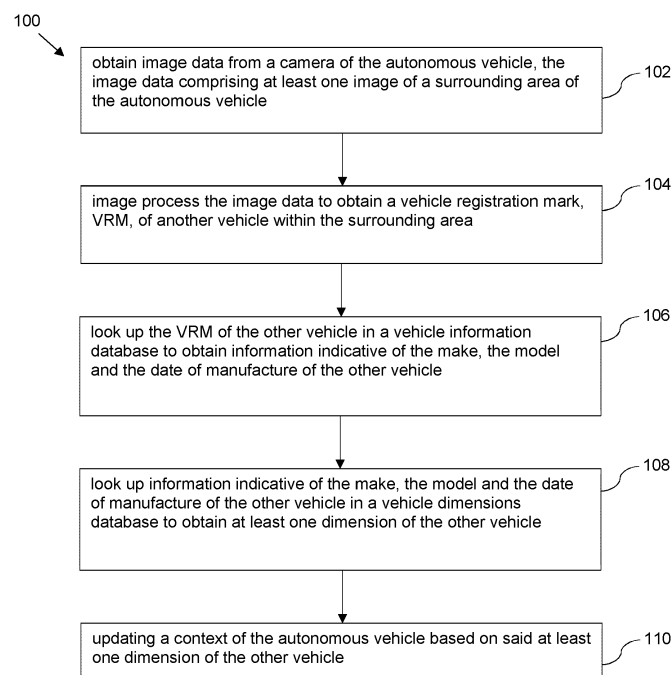 100
obtain image data from a camera of the autonomous vehicle, the
image data comprising at least one image of a surrounding area of
the autonomous vehicle
102
image process the image data to obtain a vehicle registration mark,
VRM, of another vehicle within the surrounding area
104
look up the VRM of the other vehicle in a vehicle information
database to obtain information indicative of the make, the model
and the date of manufacture of the other vehicle
106
look up information indicative of the make, the model and the date
of manufacture of the other vehicle in a vehicle dimensions
database to obtain at least one dimension of the other vehicle
108
updating a context of the autonomous vehicle based on said at least
one dimension of the other vehicle
110